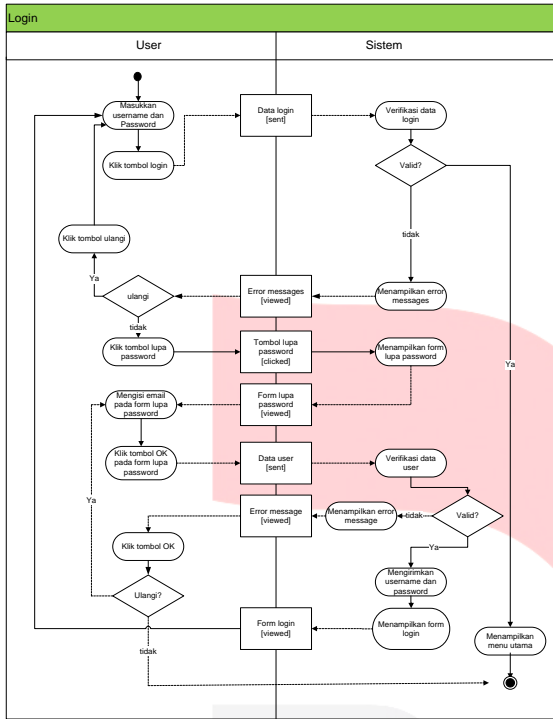 Login
User
Sistem
Masukkan
username dan
Password
Data login
[sent]
Verifikasi data
login
Klik tombol login
Valid?
tidak
Klik tombol ulangi
Ya
ulangi
Error messages
[viewed]
Menampilkan error
messages
tidak
Klik tombol lupa
password
Tombol lupa
password
[clicked]
Menampilkan form
lupa password
Ya
Mengisi email
pada form lupa
password
Form lupa
password
[viewed]
Klik tombol OK
pada form lupa
password
Data user
[sent]
Verifikasi data
user
Ya
Error message
[viewed]
Menampilkan error
message
tidak
Valid?
Klik tombol OK
Ya
Mengirimkan
username dan
password
Ulangi?
Form login
[viewed]
Menampilkan form
login
Menampilkan
menu utama
tidak